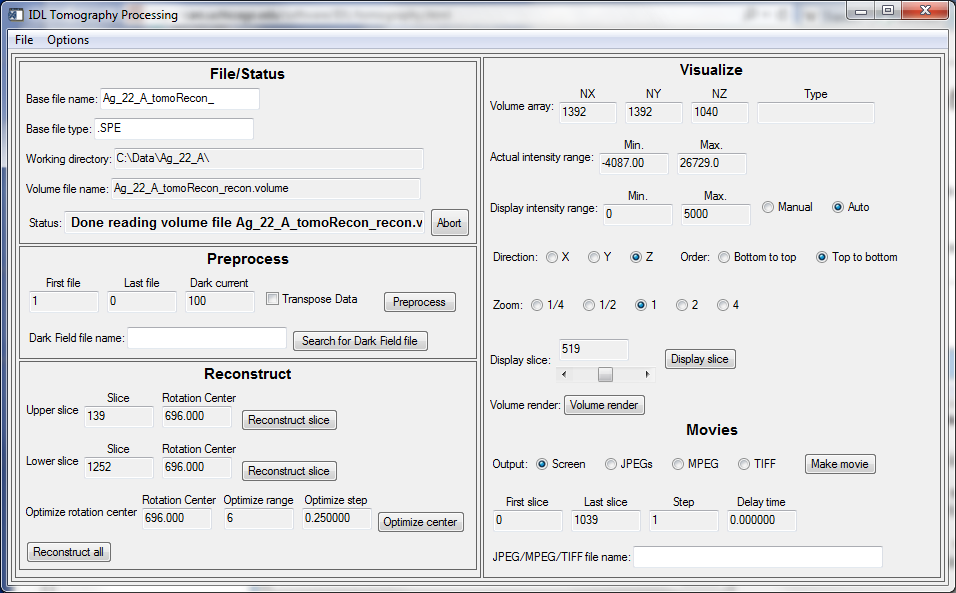 IDL Tomography Processing
File Options
File/Status
Base file name: Ag_22_A_tomoRecon_
Base file type: .SPE
Working directory: C:\Data\Ag_22_A\
Volume file name: Ag_22_A_tomoRecon_recon.volume
Status: Done reading volume file Ag_22_A_tomoRecon_recon.v Abort
Preprocess
First file Last file Dark current
1 0 100 Transpose Data Preprocess
Dark Field file name: Search for Dark Field file
Reconstruct
Slice Rotation Center
Upper slice 139 696.000 Reconstruct slice
Slice Rotation Center
Lower slice 1252 696.000 Reconstruct slice
Rotation Center Optimize range Optimize step
Optimize rotation center 696.000 6 0.250000 Optimize center
Reconstruct all
Visualize
NX NY NZ Type
Volume array: 1392 1392 1040
Min. Max.
Actual intensity range: -4087.00 26729.0
Min. Max.
Display intensity range: 0 5000 Manual Auto
Direction: X Y Z Order: Bottom to top Top to bottom
Zoom: 1/4 1/2 1 2 4
519
Display slice: Display slice
Volume render: Volume render
Movies
Output: Screen JPEGs MPEG TIFF Make movie
First slice Last slice Step Delay time
0 1039 1 0.000000
JPEG/MPEG/TIFF file name: